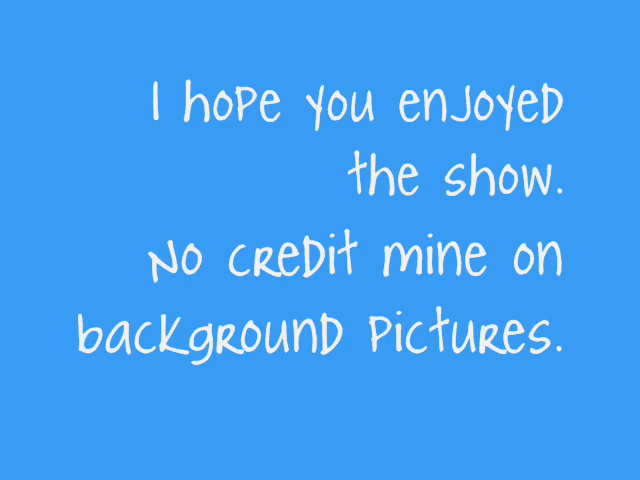 I hope you enjoyed
the show.
No credit mine on
background pictures.